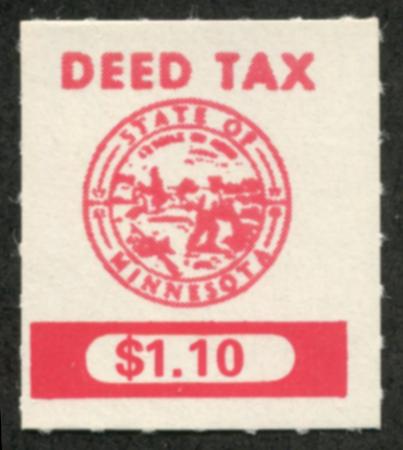 DEED TAX
STATE OF
MINNESOTA
$1.10